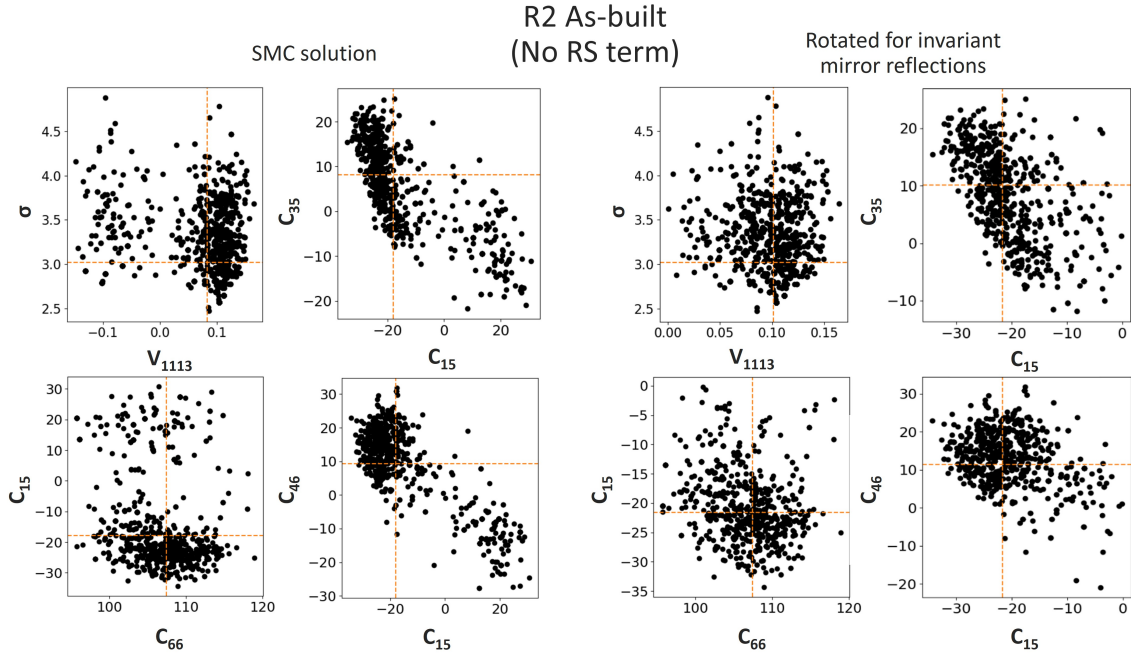 R2 As-built
(No RS term)
SMC solution
Rotated for invariant
mirror reflections
4.5
4.0
3.5
3.0
2.5
σ
−0.1 0.0 0.1
V1113
20
10
0
−10
−20
C35
−20 0 20
C15
4.5
4.0
3.5
3.0
2.5
σ
0.00 0.05 0.10 0.15
V1113
20
10
0
−10
C35
−30 −20 −10 0
C15
30
20
10
0
−10
−20
−30
C15
100 110 120
C66
30
20
10
0
−10
−20
−30
C46
−20 0 20
C15
0
−5
−10
−15
−20
−25
−30
−35
C15
100 110 120
C66
30
20
10
0
−10
−20
C46
−30 −20 −10 0
C15